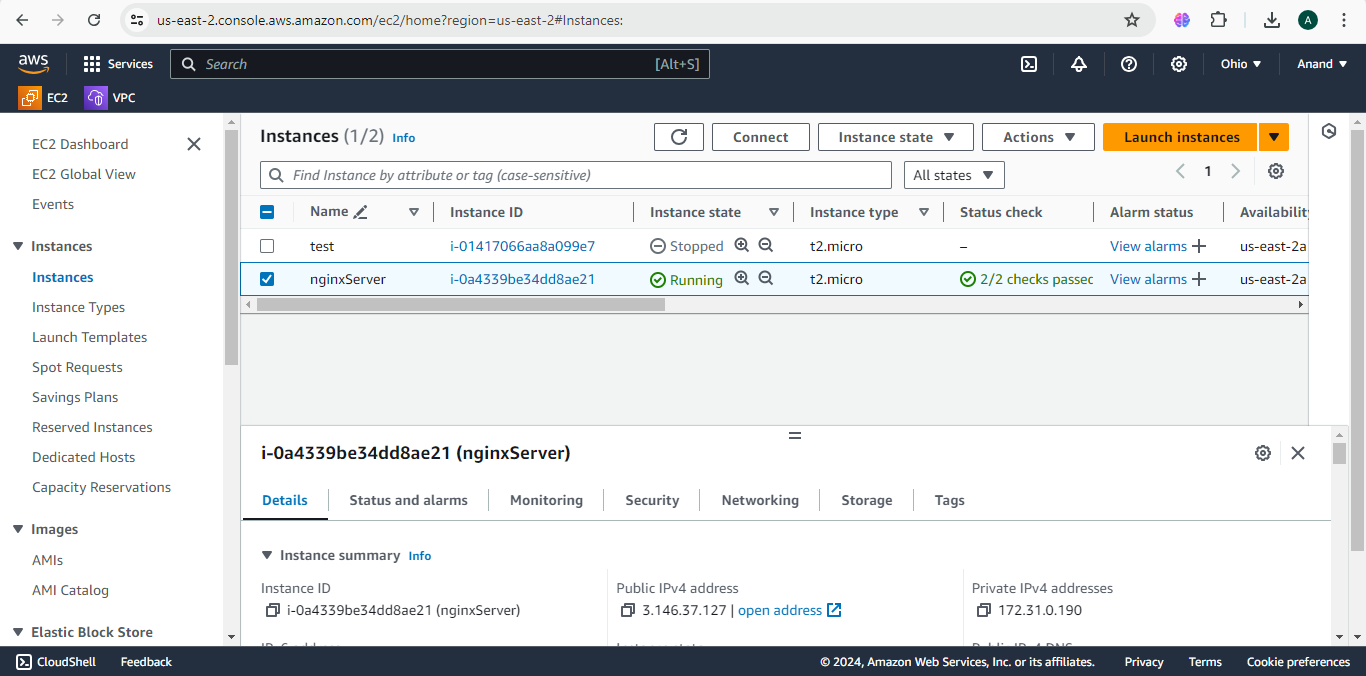 us-east-2.console.aws.amazon.com/ec2/home?region=us-east-2#Instances:
A
aws
Services
Search
[Alt+S]
Ohio
Anand
EC2
VPC
EC2 Dashboard
EC2 Global View
Events
Instances
Instances
Instance Types
Launch Templates
Spot Requests
Savings Plans
Reserved Instances
Dedicated Hosts
Capacity Reservations
Images
AMIs
AMI Catalog
Elastic Block Store
Instances (1/2) Info
Connect
Instance state
Actions
Launch instances
Find Instance by attribute or tag (case-sensitive)
All states
1
Name Instance ID Instance state Instance type Status check Alarm status Availability
test i-01417066aa8a099e7 Stopped t2.micro – View alarms + us-east-2a
nginxServer i-0a4339be34dd8ae21 Running t2.micro 2/2 checks passed View alarms + us-east-2a
i-0a4339be34dd8ae21 (nginxServer)
Details Status and alarms Monitoring Security Networking Storage Tags
Instance summary Info
Instance ID
i-0a4339be34dd8ae21 (nginxServer)
Public IPv4 address
3.146.37.127 | open address
Private IPv4 addresses
172.31.0.190
CloudShell
Feedback
© 2024, Amazon Web Services, Inc. or its affiliates.
Privacy
Terms
Cookie preferences